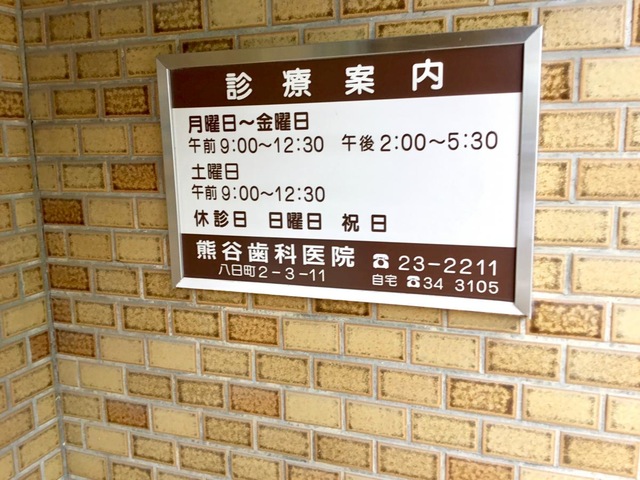 診療案内
月曜日〜金曜日
午前9:00〜12:30 午後2:00〜5:30
土曜日
午前9:00〜12:30
休診日 日曜日 祝日
熊谷歯科医院 ☎23-2211
八日町2-3-11 自宅☎34 3105